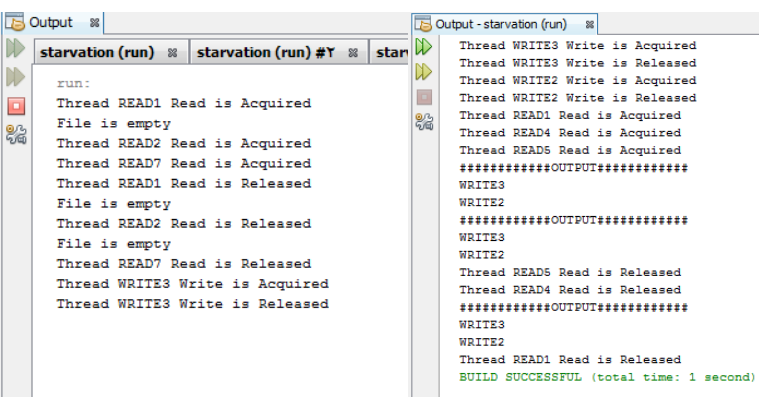 Output
starvation (run)
starvation (run) #۲
run:
Thread READ1 Read is Acquired
File is empty
Thread READ2 Read is Acquired
Thread READ7 Read is Acquired
Thread READ1 Read is Released
File is empty
Thread READ2 Read is Released
File is empty
Thread READ7 Read is Released
Thread WRITE3 Write is Acquired
Thread WRITE3 Write is Released
Output - starvation (run)
Thread WRITE3 Write is Acquired
Thread WRITE3 Write is Released
Thread WRITE2 Write is Acquired
Thread WRITE2 Write is Released
Thread READ1 Read is Acquired
Thread READ4 Read is Acquired
Thread READ5 Read is Acquired
############OUTPUT############
WRITE3
WRITE2
############OUTPUT############
WRITE3
WRITE2
Thread READ5 Read is Released
Thread READ4 Read is Released
############OUTPUT############
WRITE3
WRITE2
Thread READ1 Read is Released
BUILD SUCCESSFUL (total time: 1 second)